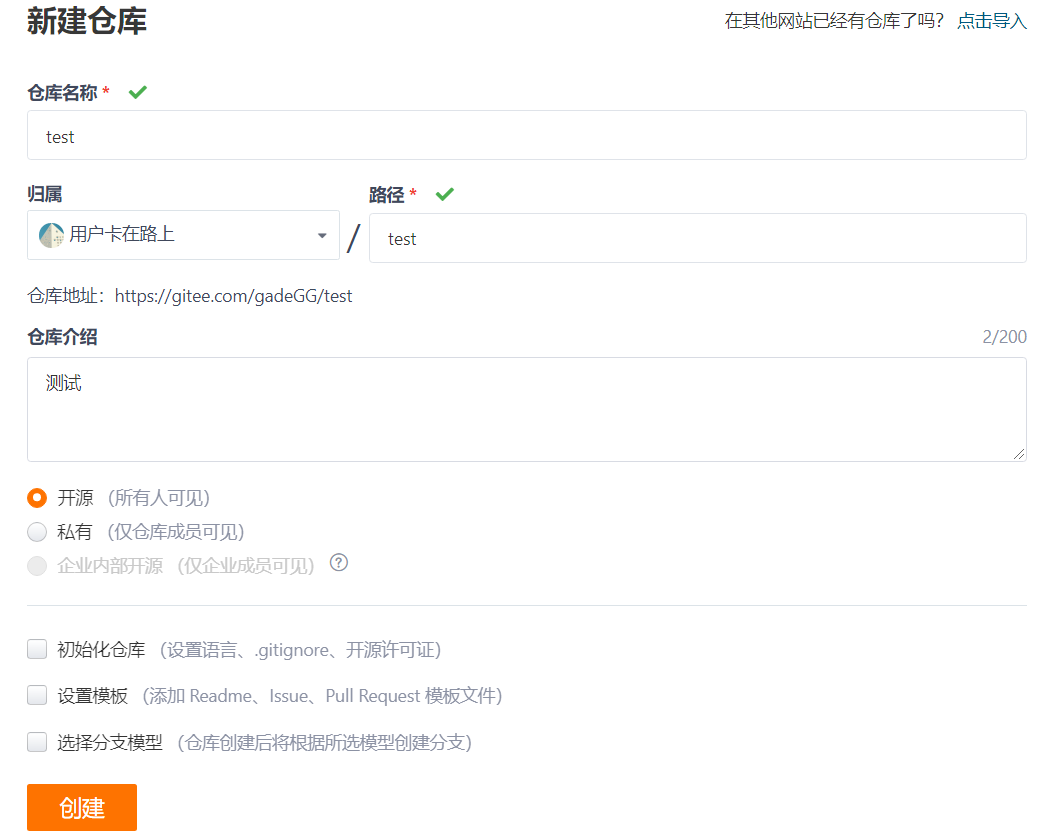 新建仓库
在其他网站已经有仓库了吗？ 点击导入
仓库名称 *
test
归属
路径 *
用户卡在路上
/
test
仓库地址：https://gitee.com/gadeGG/test
仓库介绍
2/200
测试
开源 （所有人可见）
私有 （仅仓库成员可见）
企业内部开源 （仅企业成员可见） ?
初始化仓库 （设置语言、.gitignore、开源许可证）
设置模板 （添加 Readme、Issue、Pull Request 模板文件）
选择分支模型 （仓库创建后将根据所选模型创建分支）
创建